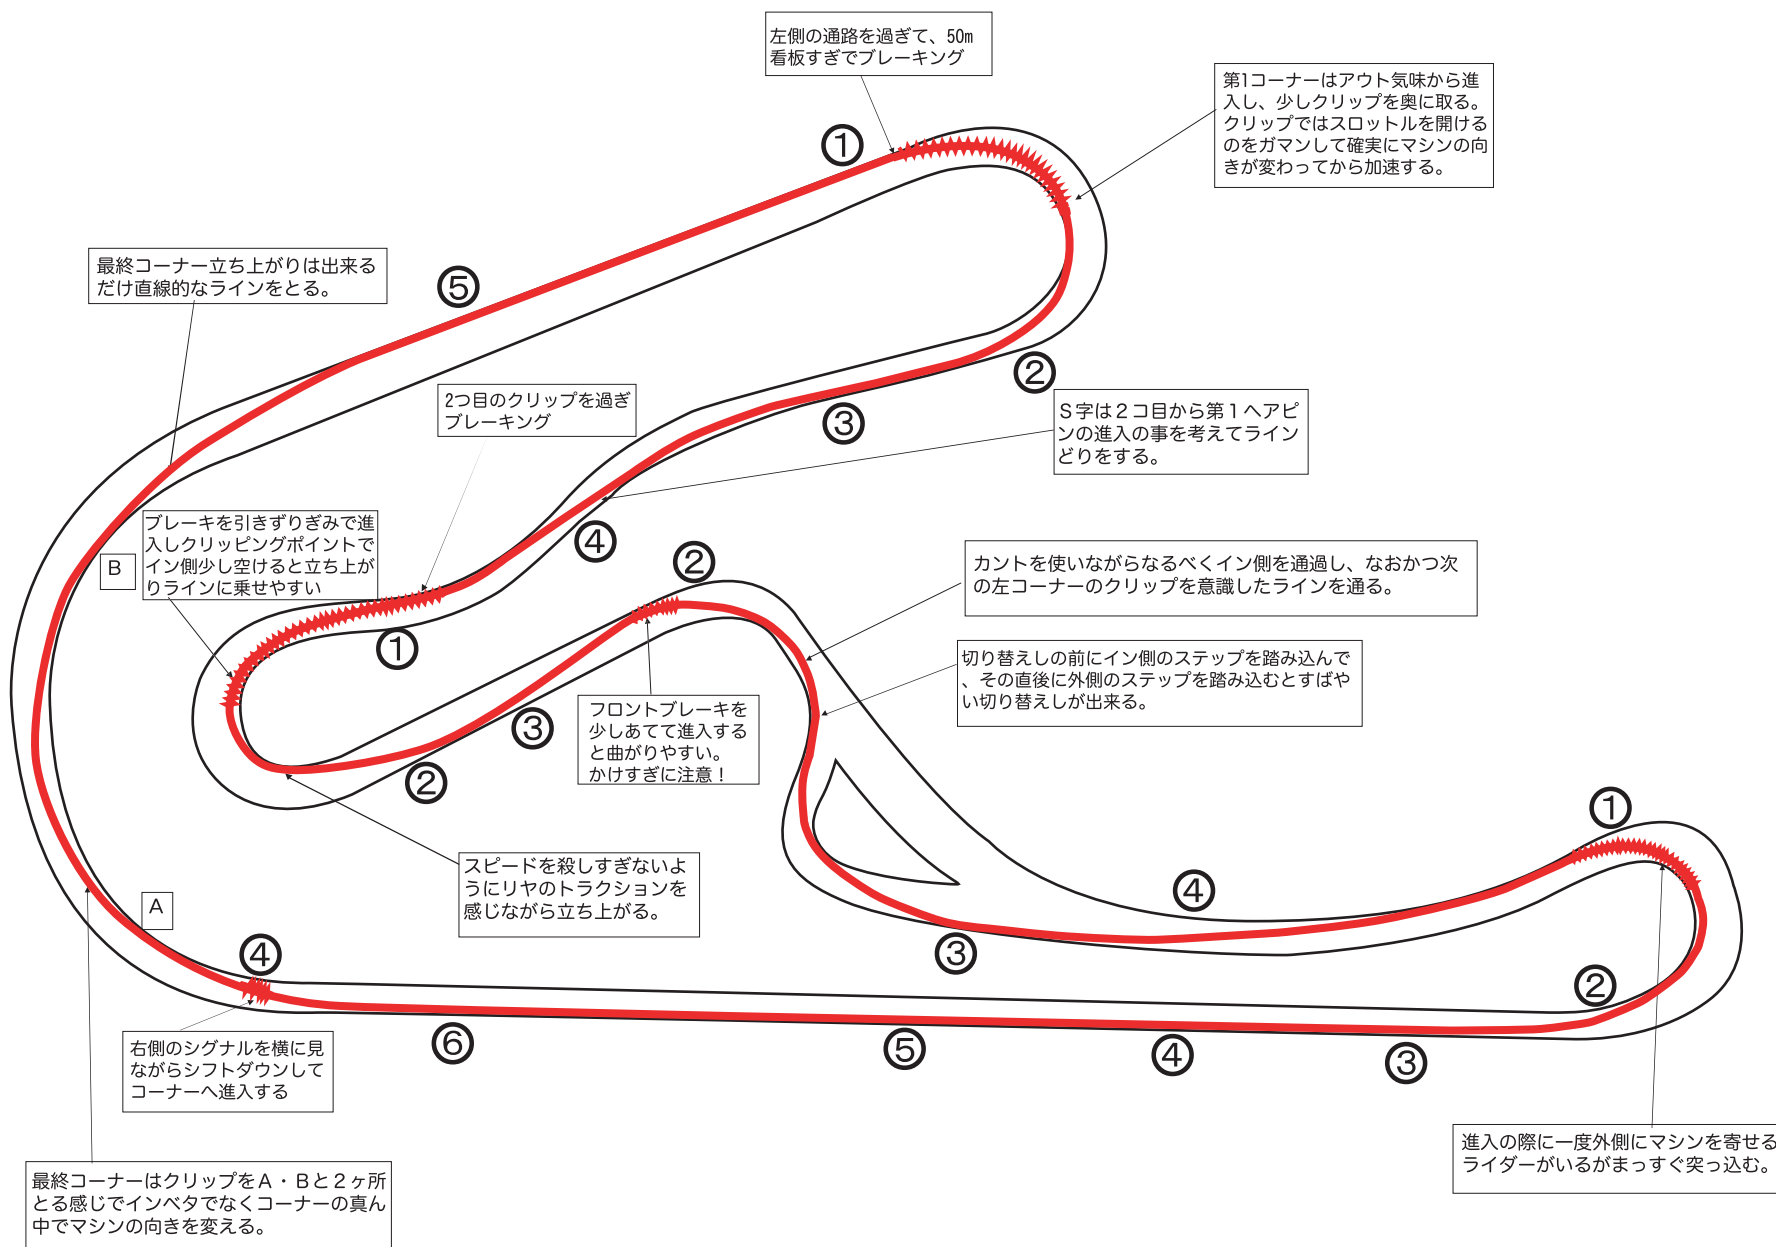 左側の通路を過ぎて、50m
看板すぎでブレーキング
第1コーナーはアウト気味から進
入し、少しクリップを奥に取る。
クリップではスロットルを開ける
のをガマンして確実にマシンの向
きが変わってから加速する。
①
最終コーナー立ち上がりは出来る
だけ直線的なラインをとる。
⑤
②
2つ目のクリップを過ぎ
ブレーキング
③
S字は2コ目から第1ヘアピ
ンの進入の事を考えてライン
どりをする。
④
ブレーキを引きずりぎみで進
入しクリッピングポイントで
イン側少し空けると立ち上が
りラインに乗せやすい
B
②
カントを使いながらなるべくイン側を通過し、なおかつ次
の左コーナーのクリップを意識したラインを通る。
①
切り替えしの前にイン側のステップを踏み込んで
、その直後に外側のステップを踏み込むとすばや
い切り替えしが出来る。
フロントブレーキを
少しあてて進入する
と曲がりやすい。
かけすぎに注意！
③
②
①
スピードを殺しすぎないよ
うにリヤのトラクションを
感じながら立ち上がる。
④
A
④
③
②
右側のシグナルを横に見
ながらシフトダウンして
コーナーへ進入する
⑥
⑤
④
③
進入の際に一度外側にマシンを寄せる
ライダーがいるがまっすぐ突っ込む。
最終コーナーはクリップをA・Bと2ヶ所
とる感じでインベタでなくコーナーの真ん
中でマシンの向きを変える。